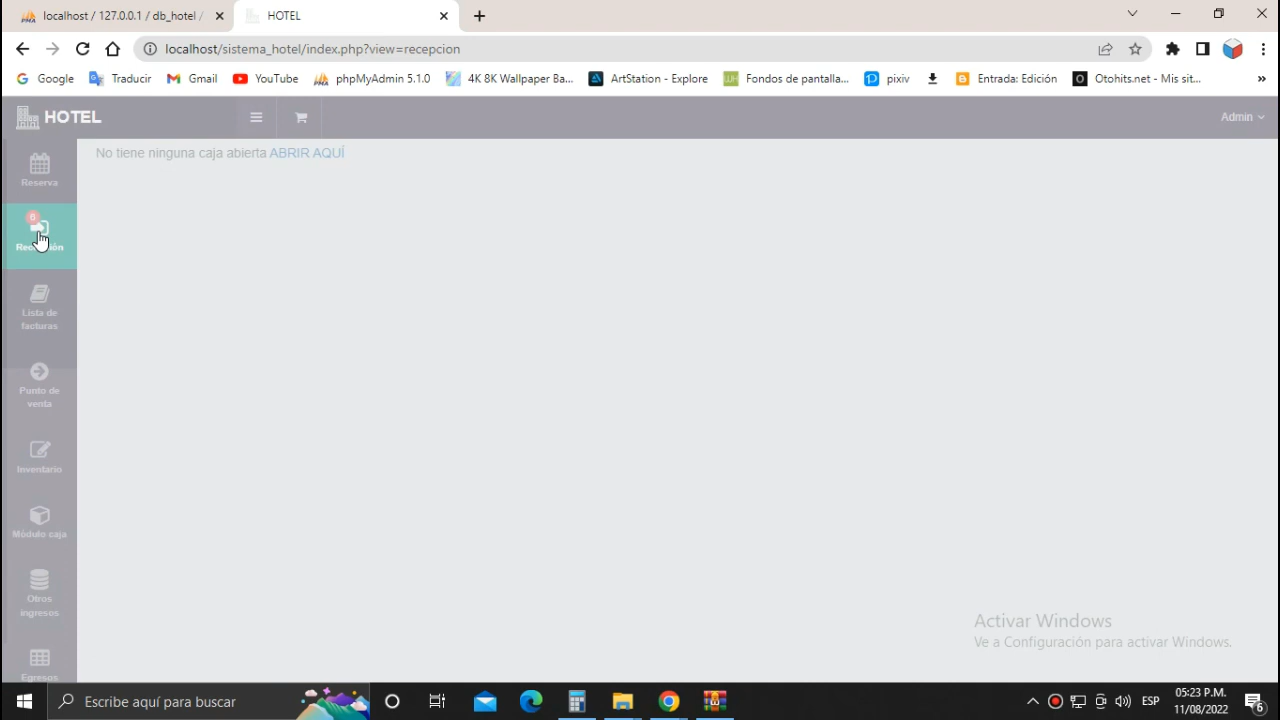 localhost / 127.0.0.1 / db_hotel /
HOTEL
localhost/sistema_hotel/index.php?view=recepcion
Google
Traducir
Gmail
YouTube
phpMyAdmin 5.1.0
4K 8K Wallpaper Ba...
ArtStation - Explore
Fondos de pantalla...
pixiv
Entrada: Edición
Otohits.net - Mis sit...
»
HOTEL
Admin
No tiene ninguna caja abierta ABRIR AQUÍ
Reserva
6
Lista de
facturas
Punto de
venta
Inventario
Módulo caja
Otros
ingresos
Egresos
Activar Windows
Ve a Configuración para activar Windows.
Escribe aquí para buscar
ESP
05:23 P.M.
11/08/2022
6